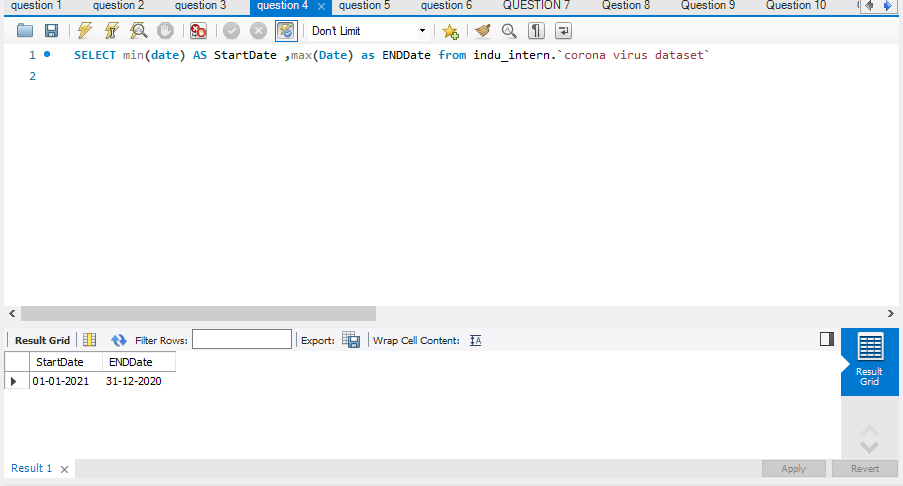 question 1 question 2 question 3 question 4 question 5 question 6 QUESTION 7 Qestion 8 Question 9 Question 10
Don't Limit
1 SELECT min(date) AS StartDate ,max(Date) as ENDDate from indu_intern.`corona virus dataset`
2
Result Grid Filter Rows: Export: Wrap Cell Content:
StartDate ENDDate
01-01-2021 31-12-2020
Result
Grid
Result 1 Apply Revert